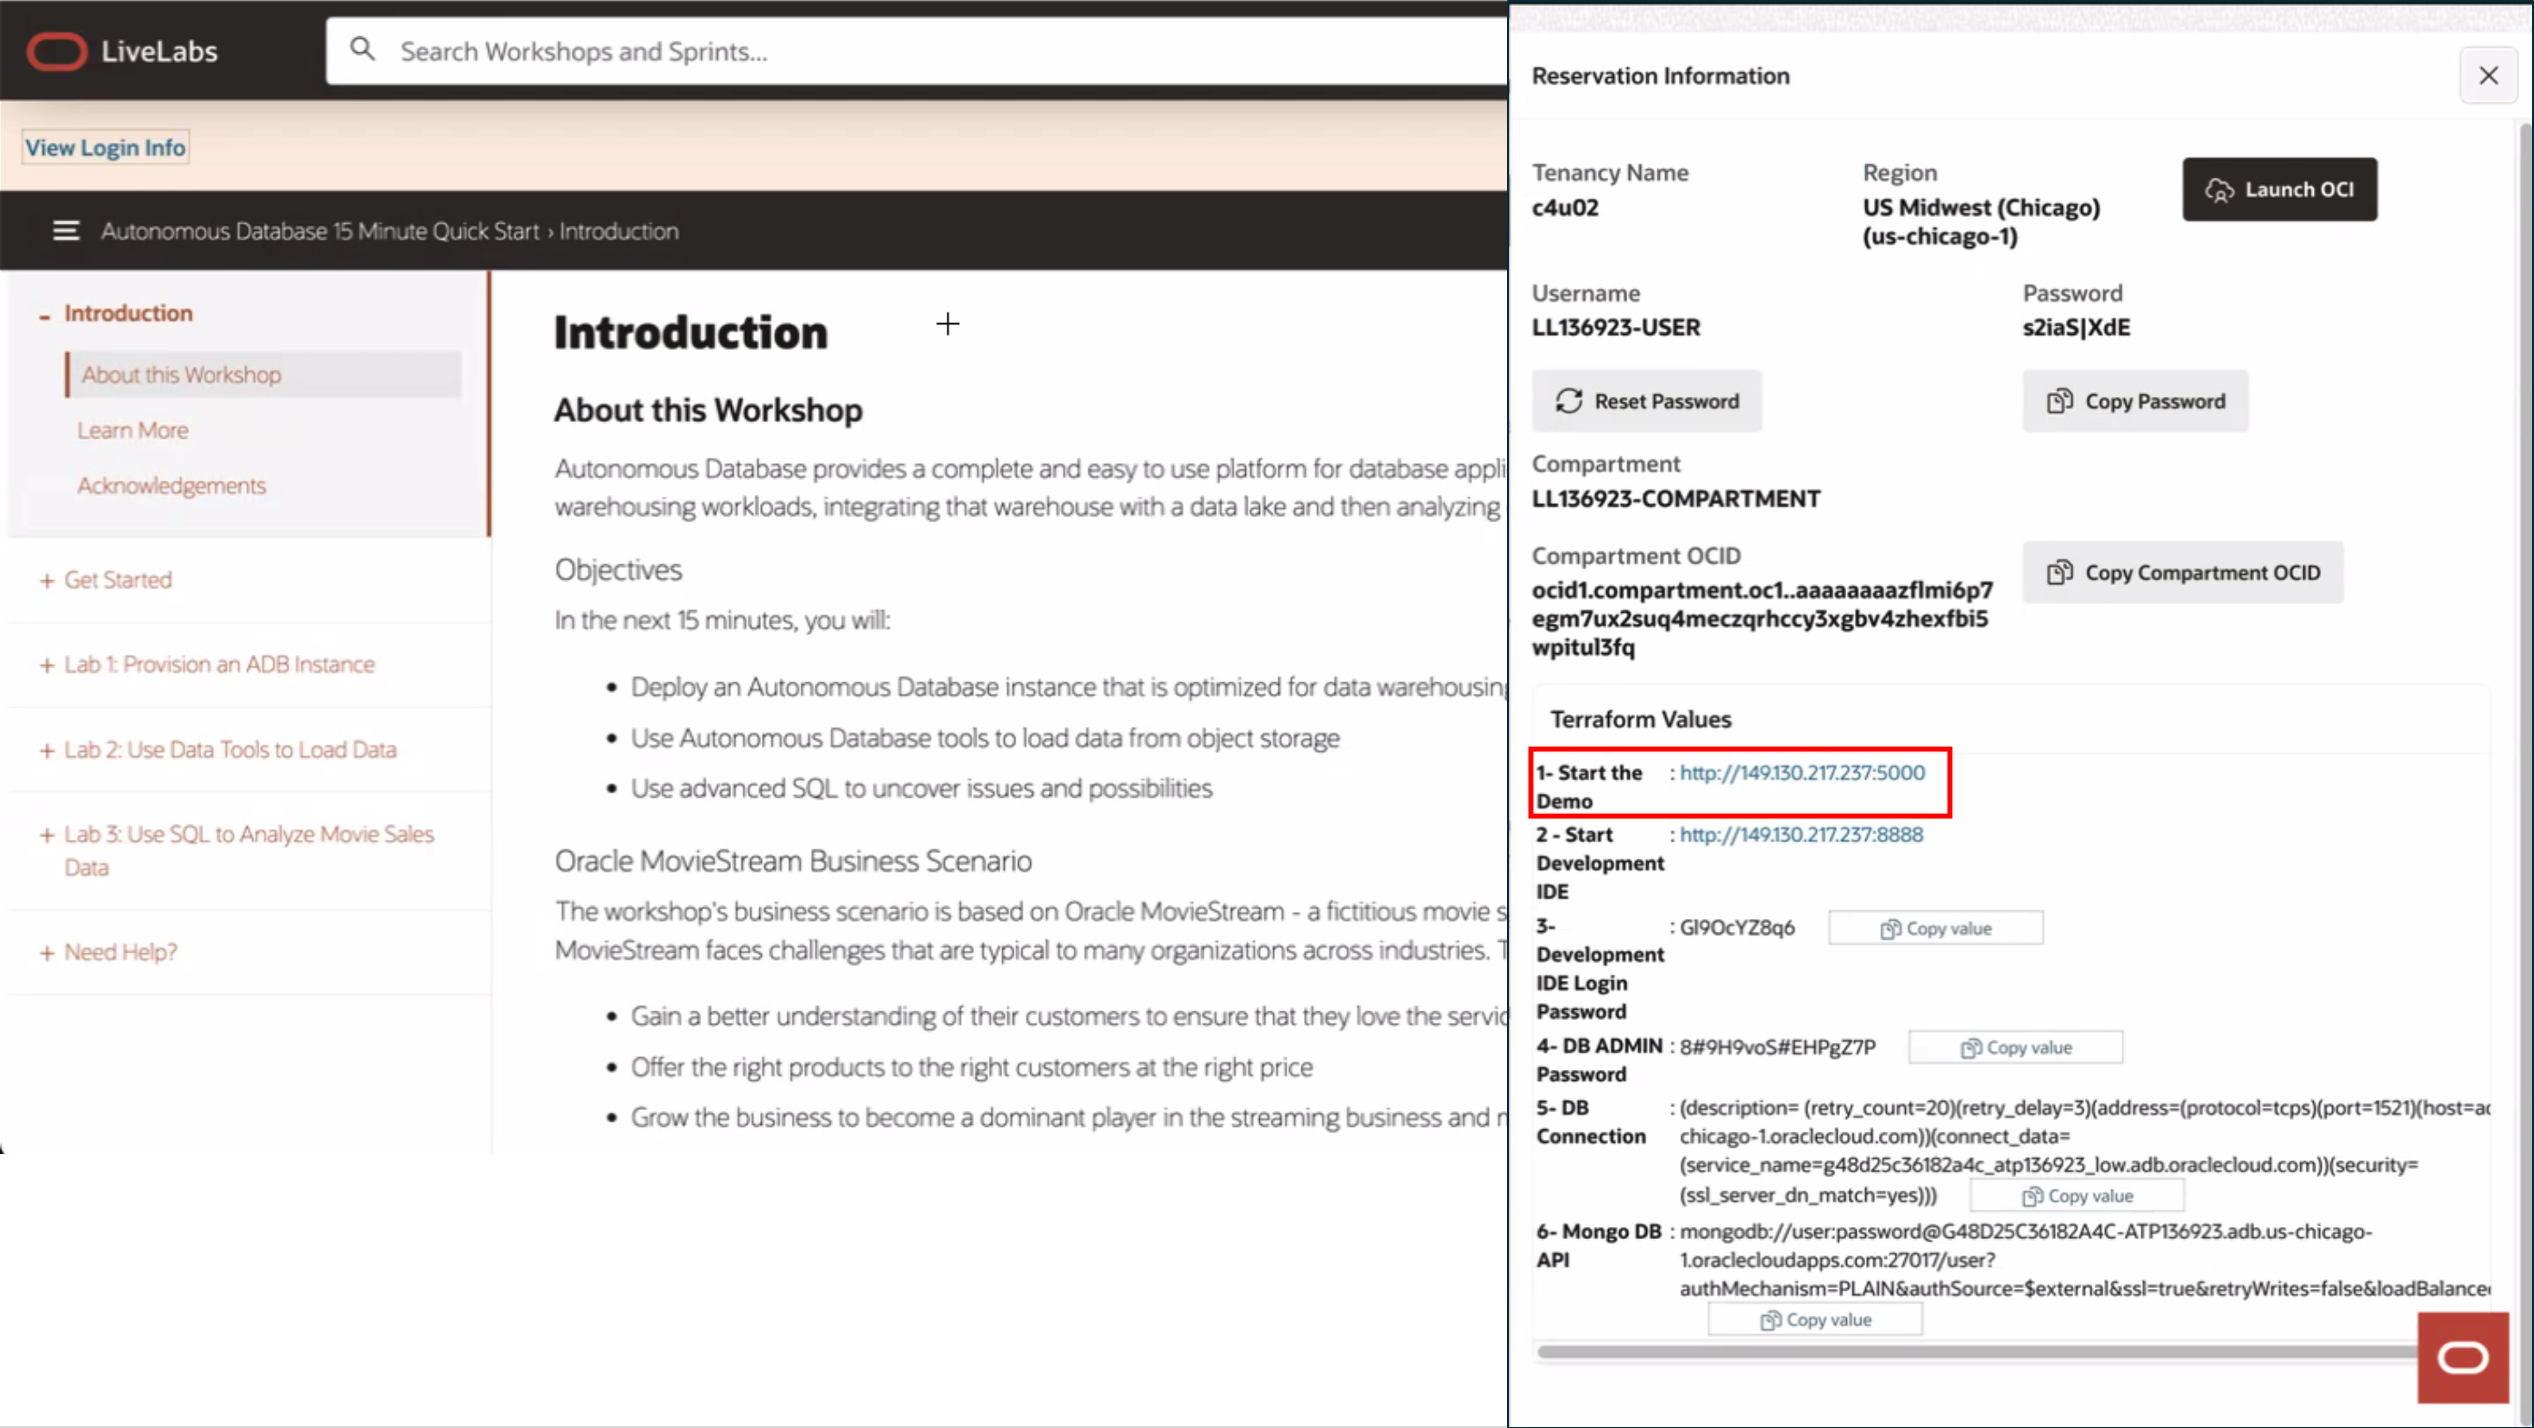 LiveLabs
Search Workshops and Sprints...
View Login Info
Autonomous Database 15 Minute Quick Start › Introduction
- Introduction
About this Workshop
Learn More
Acknowledgements
+ Get Started
+ Lab 1: Provision an ADB Instance
+ Lab 2: Use Data Tools to Load Data
+ Lab 3: Use SQL to Analyze Movie Sales
Data
+ Need Help?
Introduction
About this Workshop
Autonomous Database provides a complete and easy to use platform for database appli
warehousing workloads, integrating that warehouse with a data lake and then analyzing
Objectives
In the next 15 minutes, you will:
• Deploy an Autonomous Database instance that is optimized for data warehousing
• Use Autonomous Database tools to load data from object storage
• Use advanced SQL to uncover issues and possibilities
Oracle MovieStream Business Scenario
The workshop's business scenario is based on Oracle MovieStream - a fictitious movie s
MovieStream faces challenges that are typical to many organizations across industries. T
• Gain a better understanding of their customers to ensure that they love the servic
• Offer the right products to the right customers at the right price
• Grow the business to become a dominant player in the streaming business and
Reservation Information
Tenancy Name
c4u02
Region
US Midwest (Chicago)
(us-chicago-1)
Launch OCI
Username
LL136923-USER
Password
s2iaS|XdE
Reset Password
Copy Password
Compartment
LL136923-COMPARTMENT
Compartment OCID
ocid1.compartment.oc1..aaaaaaaazflmi6p7
egm7ux2suq4meczqrhccy3xgbv4zhexfbi5
wpitul3fq
Copy Compartment OCID
Terraform Values
1- Start the : http://149.130.217.237:5000
Demo
2 - Start : http://149.130.217.237:8888
Development
IDE
3- : Gl9OcYZ8q6 Copy value
Development
IDE Login
Password
4- DB ADMIN : 8#9H9voS#EHPgZ7P Copy value
Password
5- DB : (description= (retry_count=20)(retry_delay=3)(address=(protocol=tcps)(port=1521)(host=ac
Connection chicago-1.oraclecloud.com))(connect_data=
(service_name=g48d25c36182a4c_atp136923_low.adb.oraclecloud.com))(security=
(ssl_server_dn_match=yes))) Copy value
6- Mongo DB : mongodb://user:password@G48D25C36182A4C-ATP136923.adb.us-chicago-
API 1.oraclecloudapps.com:27017/user?
authMechanism=PLAIN&authSource=$external&ssl=true&retryWrites=false&loadBalance
Copy value